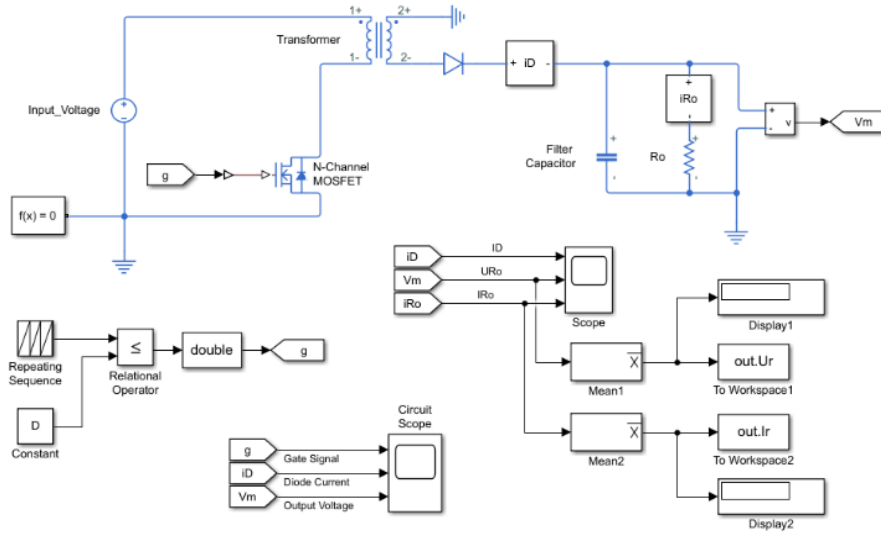 1+
2+
Transformer
1-
2-
+
iD
-
+
iRo
-
Input_Voltage
+
-
+
-
v
Vm
g
N-Channel
MOSFET
Filter
Capacitor
+
-
Ro
+
-
f(x) = 0
iD
ID
Vm
URo
iRo
IRo
Scope
Display1
Repeating
Sequence
≤
Relational
Operator
double
g
D
Constant
X
Mean1
out.Ur
To Workspace1
X
Mean2
out.Ir
To Workspace2
Display2
Circuit
Scope
g
Gate Signal
iD
Diode Current
Vm
Output Voltage